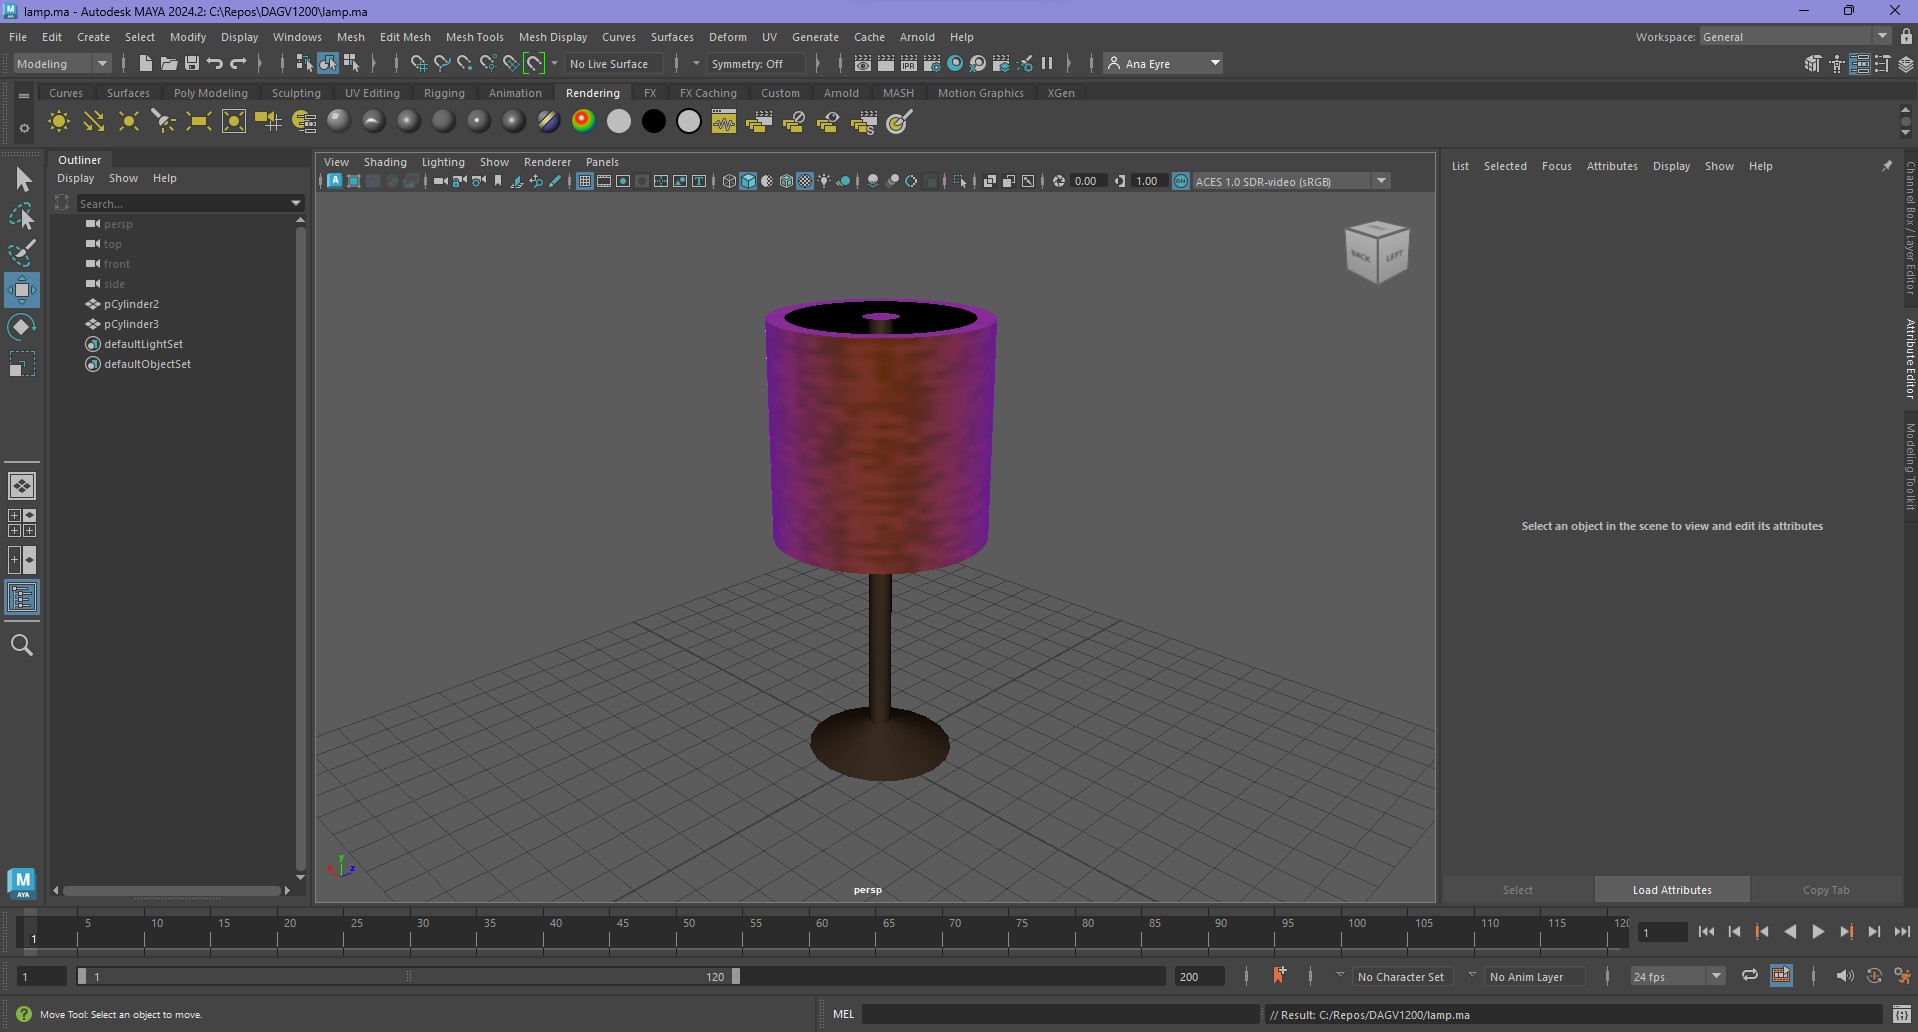 lamp.ma - Autodesk MAYA 2024.2: C:\Repos\DAGV1200\lamp.ma
File Edit Create Select Modify Display Windows Mesh Edit Mesh Mesh Tools Mesh Display Curves Surfaces Deform UV Generate Cache Arnold Help
Workspace: General
Modeling No Live Surface Symmetry: Off Ana Eyre
Curves Surfaces Poly Modeling Sculpting UV Editing Rigging Animation Rendering FX FX Caching Custom Arnold MASH Motion Graphics XGen
Outliner
Display Show Help
Search...
persp
top
front
side
pCylinder2
pCylinder3
defaultLightSet
defaultObjectSet
View Shading Lighting Show Renderer Panels
0.00 1.00 ON ACES 1.0 SDR-video (sRGB)
BACK LEFT
y
x z
persp
List Selected Focus Attributes Display Show Help
Select an object in the scene to view and edit its attributes
Select Load Attributes Copy Tab
Channel Box / Layer Editor
Attribute Editor
Modeling Toolkit
M
AYA
5 10 15 20 25 30 35 40 45 50 55 60 65 70 75 80 85 90 95 100 105 110 115 120
1 1
1 1 120 200 No Character Set No Anim Layer 24 fps
Move Tool: Select an object to move.
MEL
// Result: C:/Repos/DAGV1200/lamp.ma